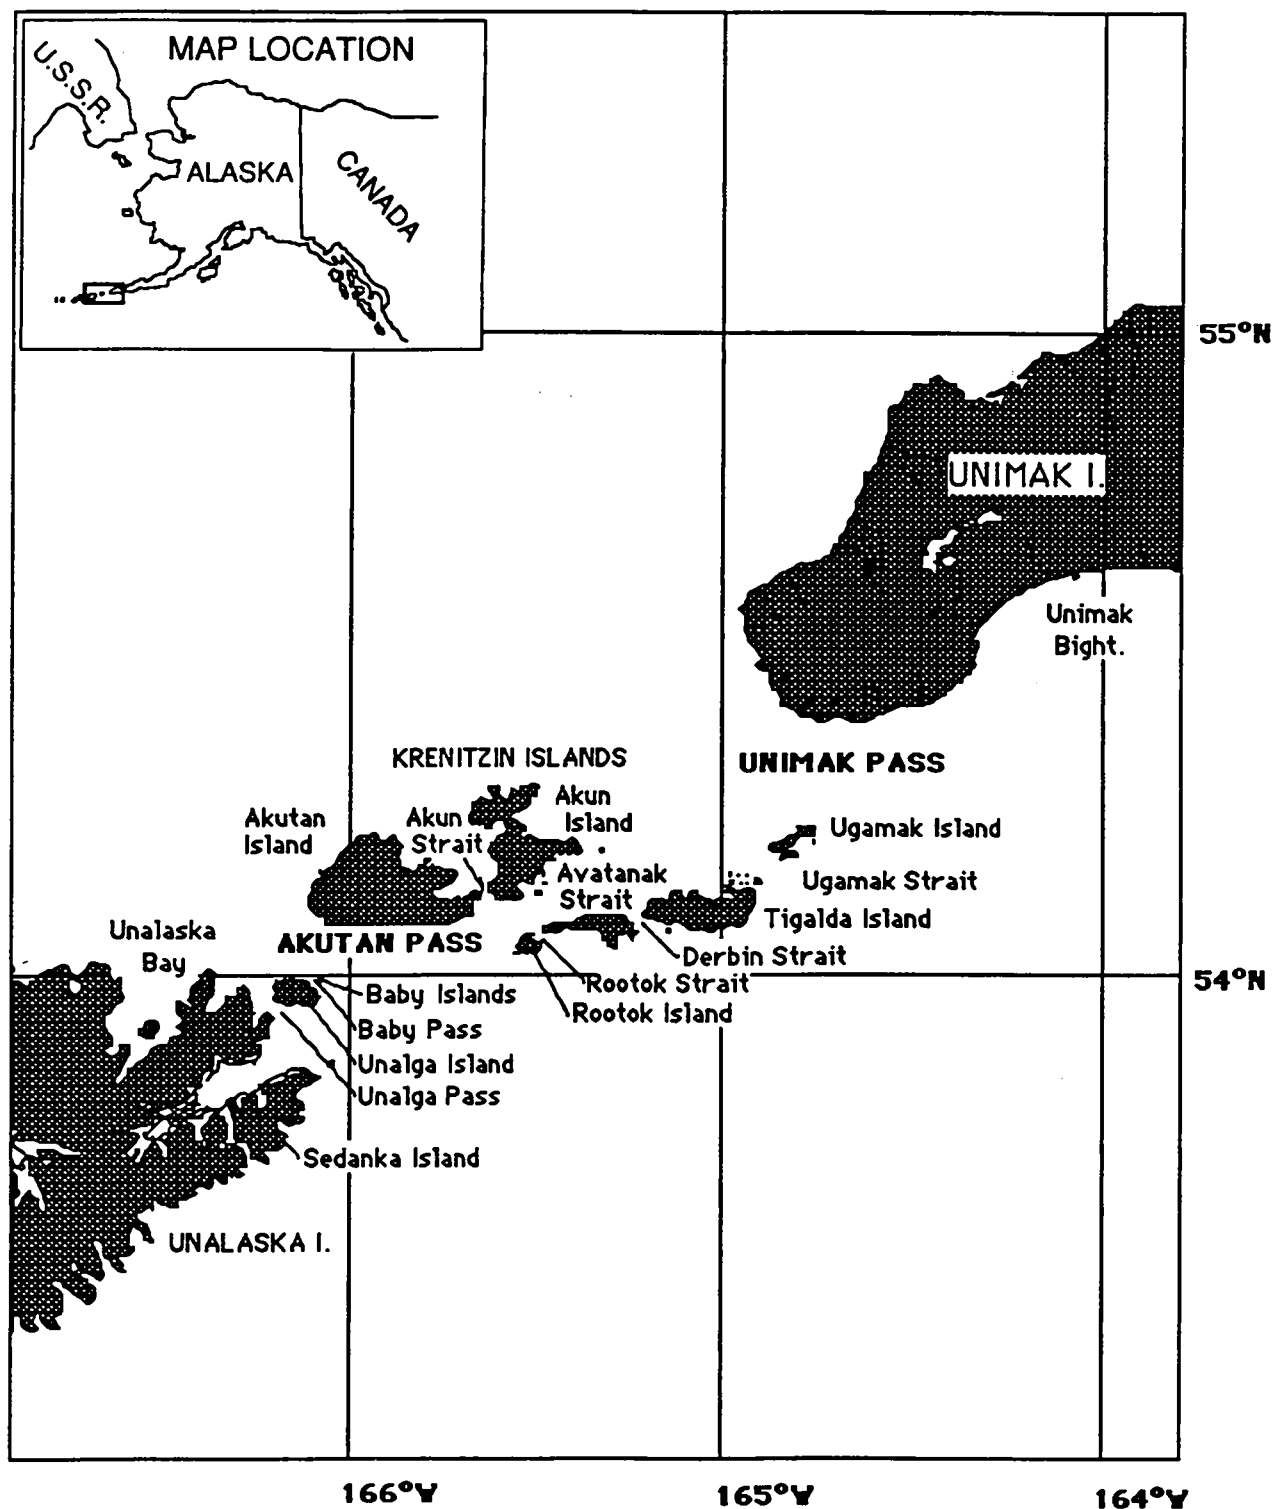 MAP LOCATION
U.S.S.R.
ALASKA
CANADA
55°N
UNIMAK I.
Unimak
Bight.
KRENITZIN ISLANDS
UNIMAK PASS
Akutan
Island
Akun
Strait
Akun
Island
Ugamak Island
Avatanak
Strait
Ugamak Strait
Tigalda Island
Unalaska
Bay
AKUTAN PASS
Derbin Strait
54°N
Rootok Strait
Baby Islands
Rootok Island
Baby Pass
Unalga Island
Unalga Pass
Sedanka Island
UNALASKA I.
166°W
165°W
164°W